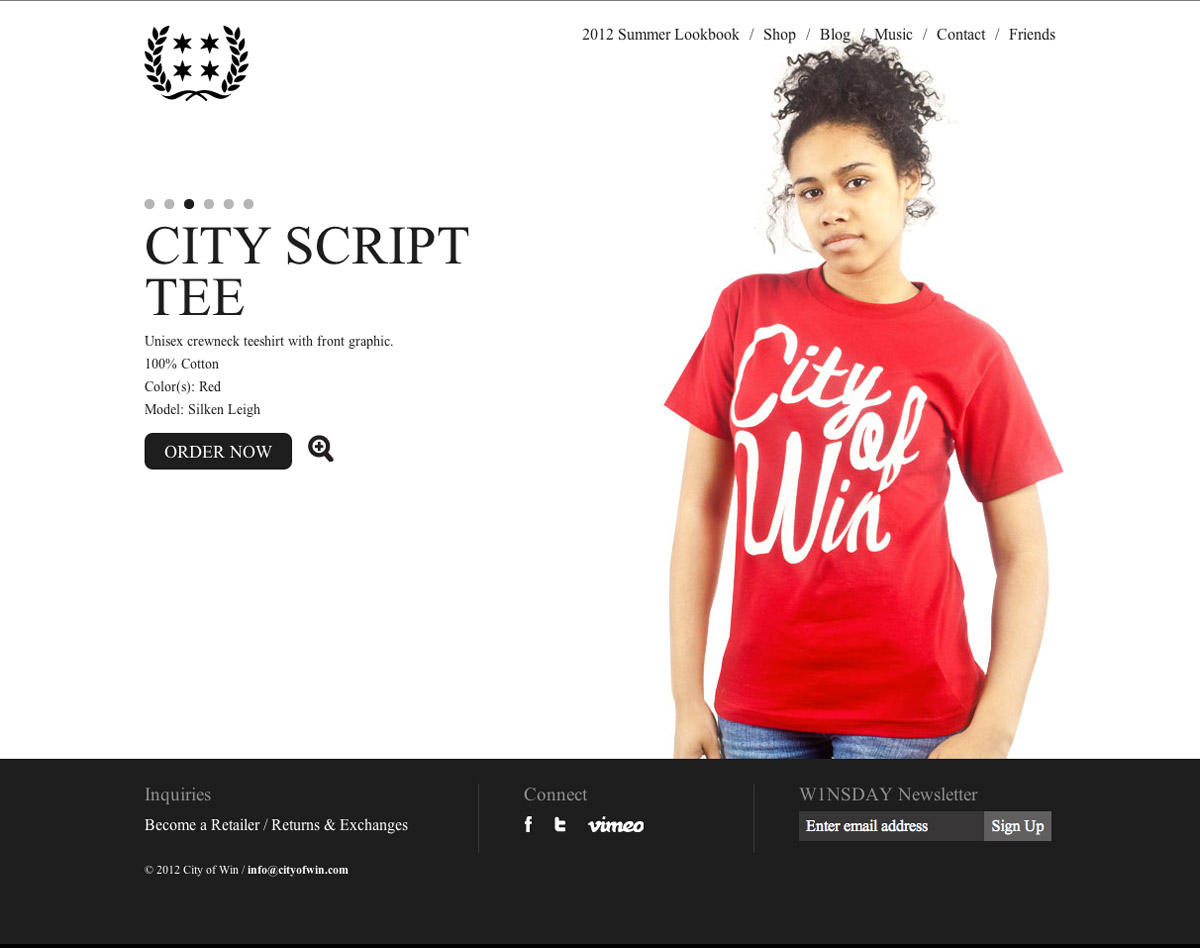 2012 Summer Lookbook / Shop / Blog / Music / Contact / Friends
CITY SCRIPT
TEE
Unisex crewneck teeshirt with front graphic.
100% Cotton
Color(s): Red
Model: Silken Leigh
ORDER NOW
City
of
Win
Inquiries
Become a Retailer / Returns & Exchanges
© 2012 City of Win / info@cityofwin.com
Connect
f t vimeo
W1NSDAY Newsletter
Enter email address Sign Up